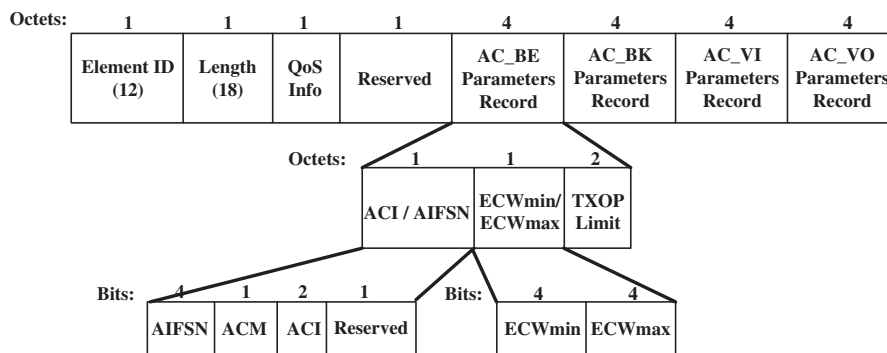 Octets: 1 1 1 1 4 4 4 4
Element ID (12)
Length (18)
QoS Info
Reserved
AC_BE Parameters Record
AC_BK Parameters Record
AC_VI Parameters Record
AC_VO Parameters Record
Octets: 1 1 2
ACI / AIFSN
ECWmin/ ECWmax
TXOP Limit
Bits: 4 1 2 1
AIFSN ACM ACI Reserved
Bits: 4 4
ECWmin ECWmax